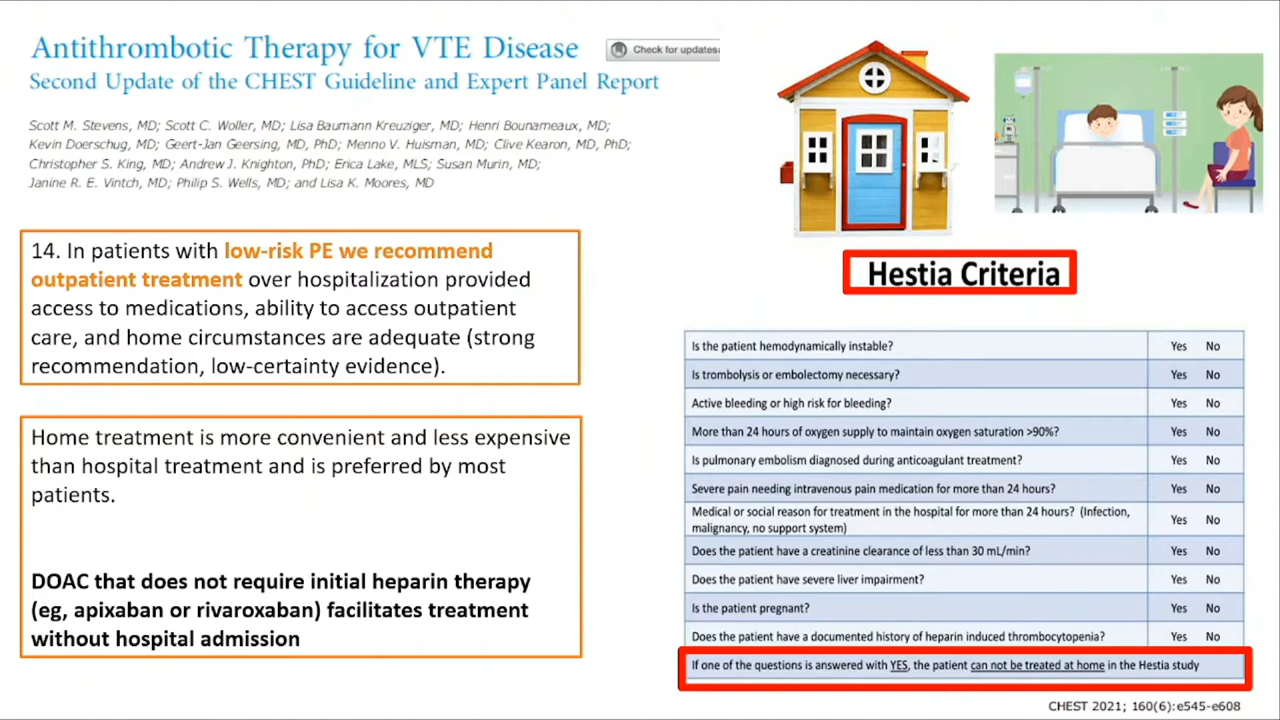 Antithrombotic Therapy for VTE Disease
Check for updates
Second Update of the CHEST Guideline and Expert Panel Report
Scott M. Stevens, MD; Scott C. Woller, MD; Lisa Baumann Kreuziger, MD; Henri Bounameaux, MD;
Kevin Doerschug, MD; Geert-Jan Geersing, MD, PhD; Menno V. Huisman, MD; Clive Kearon, MD, PhD;
Christopher S. King, MD; Andrew J. Knighton, PhD; Erica Lake, MLS; Susan Murin, MD;
Janine R. E. Vintch, MD; Philip S. Wells, MD; and Lisa K. Moores, MD
14. In patients with low-risk PE we recommend
outpatient treatment over hospitalization provided
access to medications, ability to access outpatient
care, and home circumstances are adequate (strong
recommendation, low-certainty evidence).
Home treatment is more convenient and less expensive
than hospital treatment and is preferred by most
patients.
DOAC that does not require initial heparin therapy
(eg, apixaban or rivaroxaban) facilitates treatment
without hospital admission
Hestia Criteria
Is the patient hemodynamically instable? Yes No
Is trombolysis or embolectomy necessary? Yes No
Active bleeding or high risk for bleeding? Yes No
More than 24 hours of oxygen supply to maintain oxygen saturation >90%? Yes No
Is pulmonary embolism diagnosed during anticoagulant treatment? Yes No
Severe pain needing intravenous pain medication for more than 24 hours? Yes No
Medical or social reason for treatment in the hospital for more than 24 hours? (Infection,
malignancy, no support system) Yes No
Does the patient have a creatinine clearance of less than 30 mL/min? Yes No
Does the patient have severe liver impairment? Yes No
Is the patient pregnant? Yes No
Does the patient have a documented history of heparin induced thrombocytopenia? Yes No
If one of the questions is answered with YES, the patient can not be treated at home in the Hestia study
CHEST 2021; 160(6):e545-e608